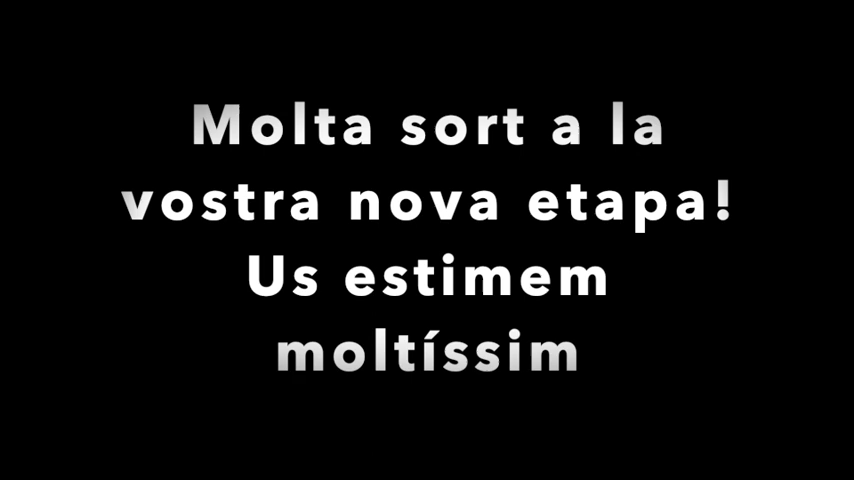 Molta sort a la
vostra nova etapa!
Us estimem
moltíssim